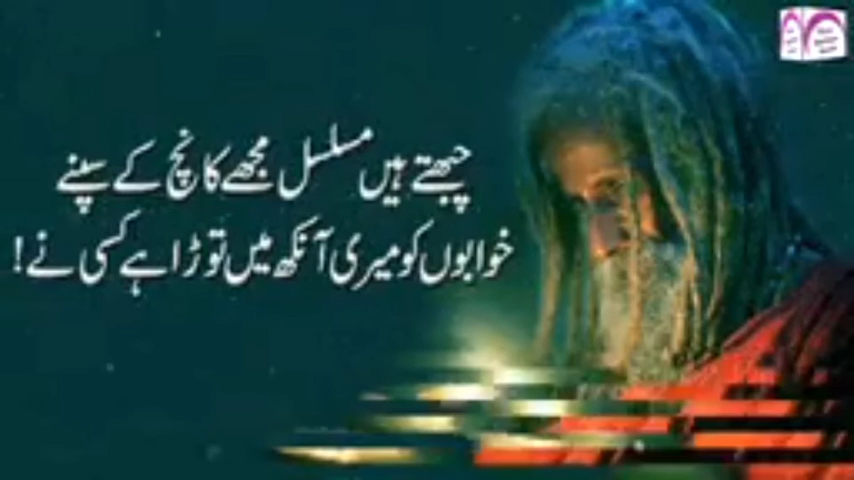 چبھتے ہیں مسلسل مجھے کانچ کے سپنے
خوابوں کو میری آنکھ میں توڑا ہے کسی نے!